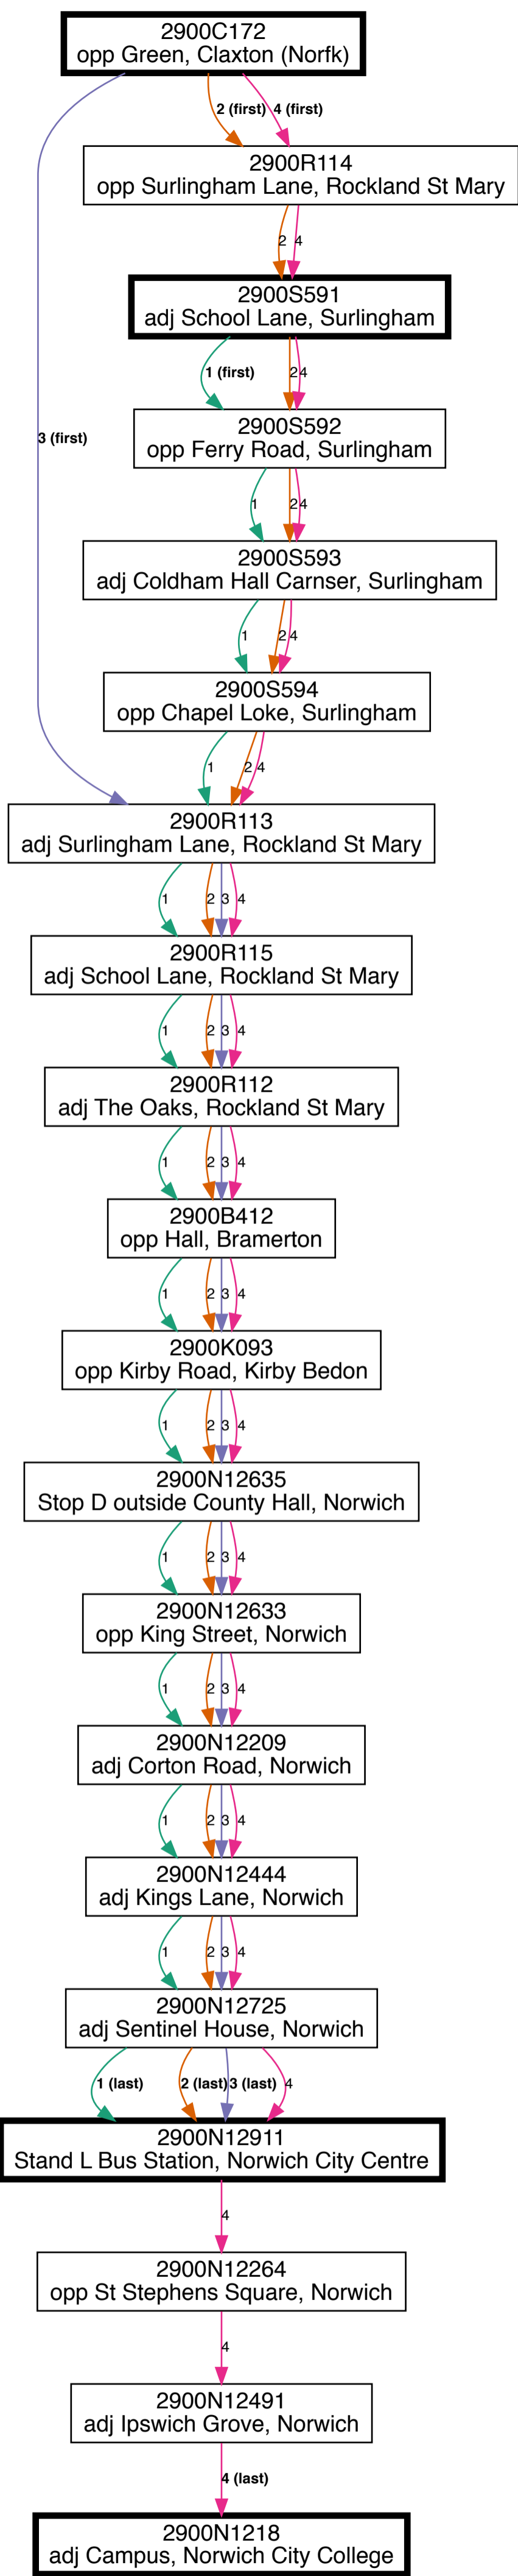 2900C172
opp Green, Claxton (Norfk)
2 (first) 4 (first)
2900R114
opp Surlingham Lane, Rockland St Mary
2 4
2900S591
adj School Lane, Surlingham
1 (first) 2 4
2900S592
opp Ferry Road, Surlingham
3 (first)
1 2 4
2900S593
adj Coldham Hall Carnser, Surlingham
1 2 4
2900S594
opp Chapel Loke, Surlingham
1 2 4
2900R113
adj Surlingham Lane, Rockland St Mary
1 2 3 4
2900R115
adj School Lane, Rockland St Mary
1 2 3 4
2900R112
adj The Oaks, Rockland St Mary
1 2 3 4
2900B412
opp Hall, Bramerton
1 2 3 4
2900K093
opp Kirby Road, Kirby Bedon
1 2 3 4
2900N12635
Stop D outside County Hall, Norwich
1 2 3 4
2900N12633
opp King Street, Norwich
1 2 3 4
2900N12209
adj Corton Road, Norwich
1 2 3 4
2900N12444
adj Kings Lane, Norwich
1 2 3 4
2900N12725
adj Sentinel House, Norwich
1 (last) 2 (last) 3 (last) 4
2900N12911
Stand L Bus Station, Norwich City Centre
4
2900N12264
opp St Stephens Square, Norwich
4
2900N12491
adj Ipswich Grove, Norwich
4 (last)
2900N1218
adj Campus, Norwich City College